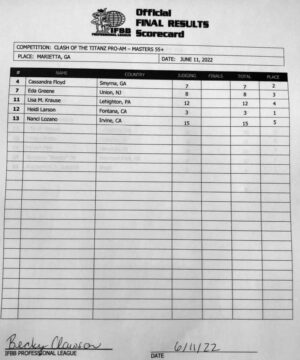 Official
FINAL RESULTS
Scorecard
IFBB
PROFESSIONAL LEAGUE
COMPETITION: CLASH OF THE TITANZ PRO-AM – MASTERS 55+
PLACE: MARIETTA, GA DATE: JUNE 11, 2022
# NAME COUNTRY JUDGING FINALS TOTAL PLACE
4 Cassandra Floyd Smyrna, GA 7 7 2
7 Eda Greene Union, NJ 8 8 3
11 Lisa M. Krause Lehighton, PA 12 12 4
12 Heidi Larson Fontana, CA 3 3 1
13 Nanci Lozano Irvine, CA 15 15 5
Becky Clawson 6/11/22
IFBB PROFESSIONAL LEAGUE DATE